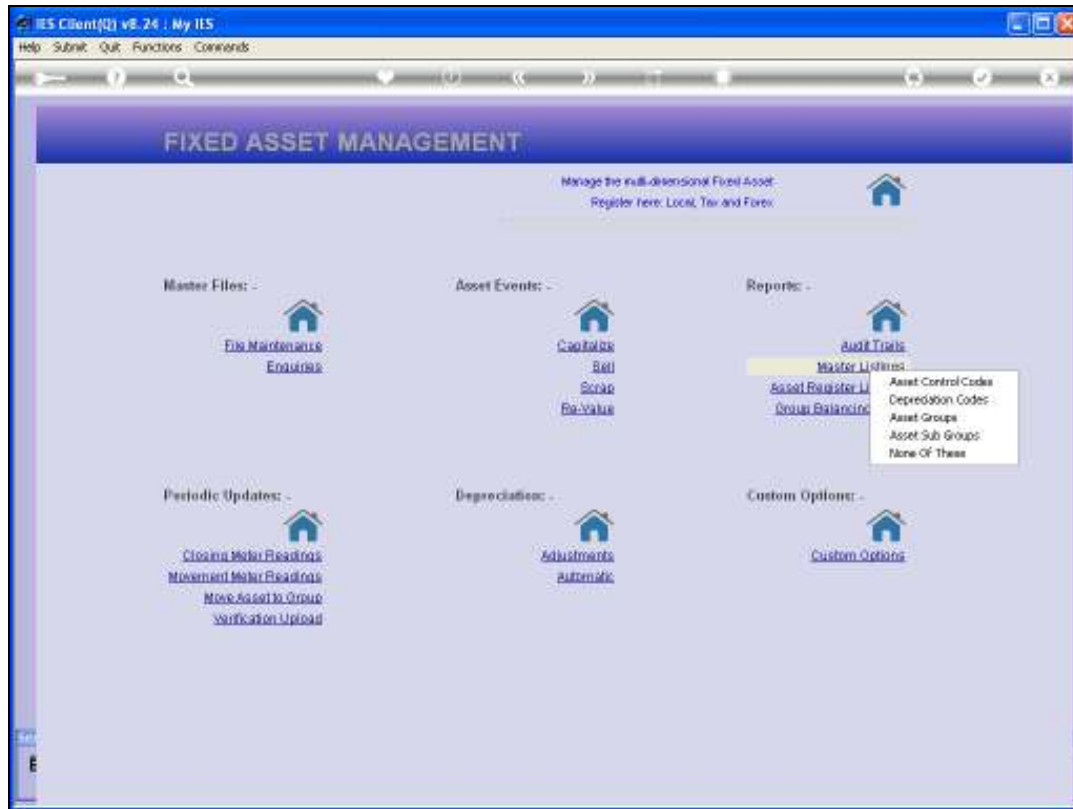 IES Client(Q) v8.24 : My IES
Help Submit Quit Functions Commands
FIXED ASSET MANAGEMENT
Manage the multi-dimensional Fixed Asset
Register here: Local, Tax and Forex
Master Files: -
File Maintenance
Enquiries
Asset Events: -
Capitalize
Sell
Scrap
Re-Value
Reports: -
Audit Trails
Master Listings
Asset Register Li
Group Balancing
Asset Control Codes
Depreciation Codes
Asset Groups
Asset Sub Groups
None Of These
Periodic Updates: -
Closing Meter Readings
Movement Meter Readings
Move Asset to Group
Verification Upload
Depreciation: -
Adjustments
Automatic
Custom Options: -
Custom Options